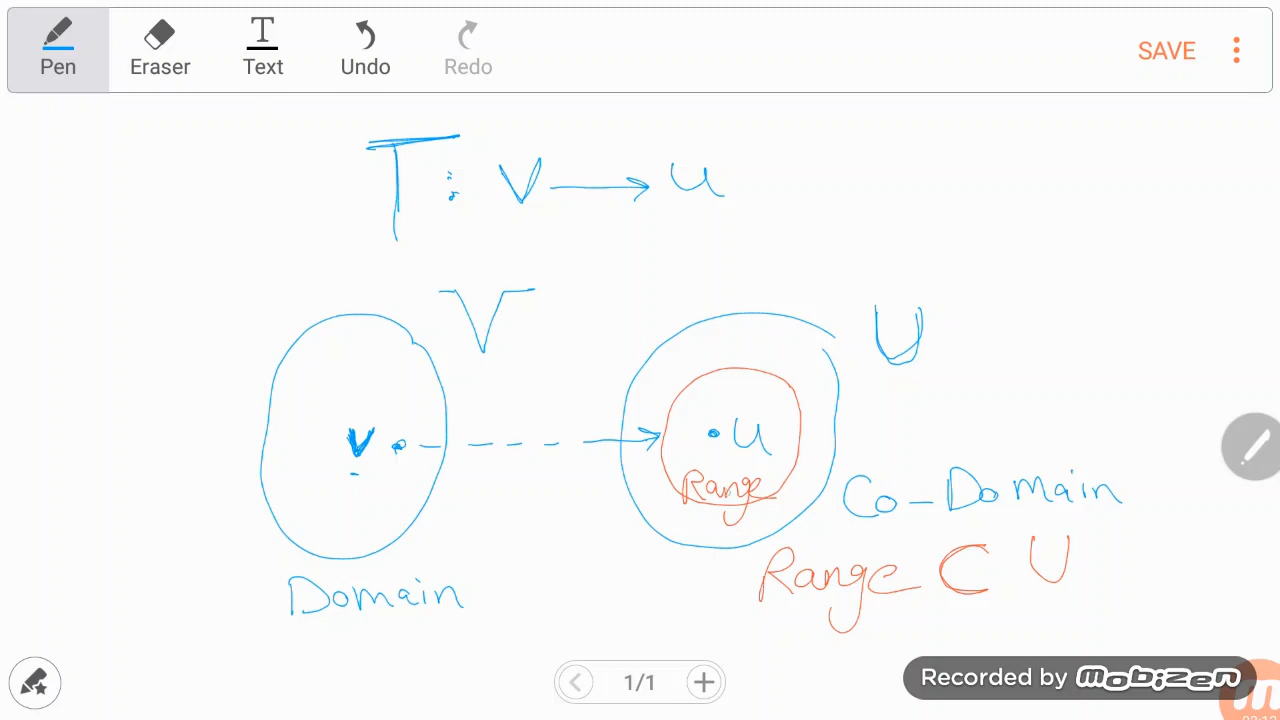 Pen Eraser Text Undo Redo SAVE
T : V → u
V
U
v
u
Range
Co-Domain
Range ⊂ U
Domain
1/1
Recorded by mobizen